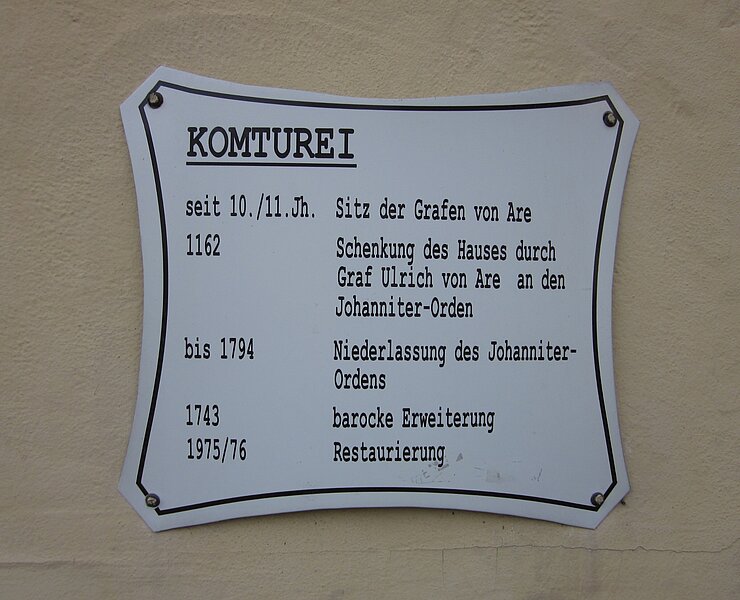 KOMTUREI
seit 10./11.Jh. Sitz der Grafen von Are
1162 Schenkung des Hauses durch
Graf Ulrich von Are an den
Johanniter-Orden
bis 1794 Niederlassung des Johanniter-
Ordens
1743 barocke Erweiterung
1975/76 Restaurierung